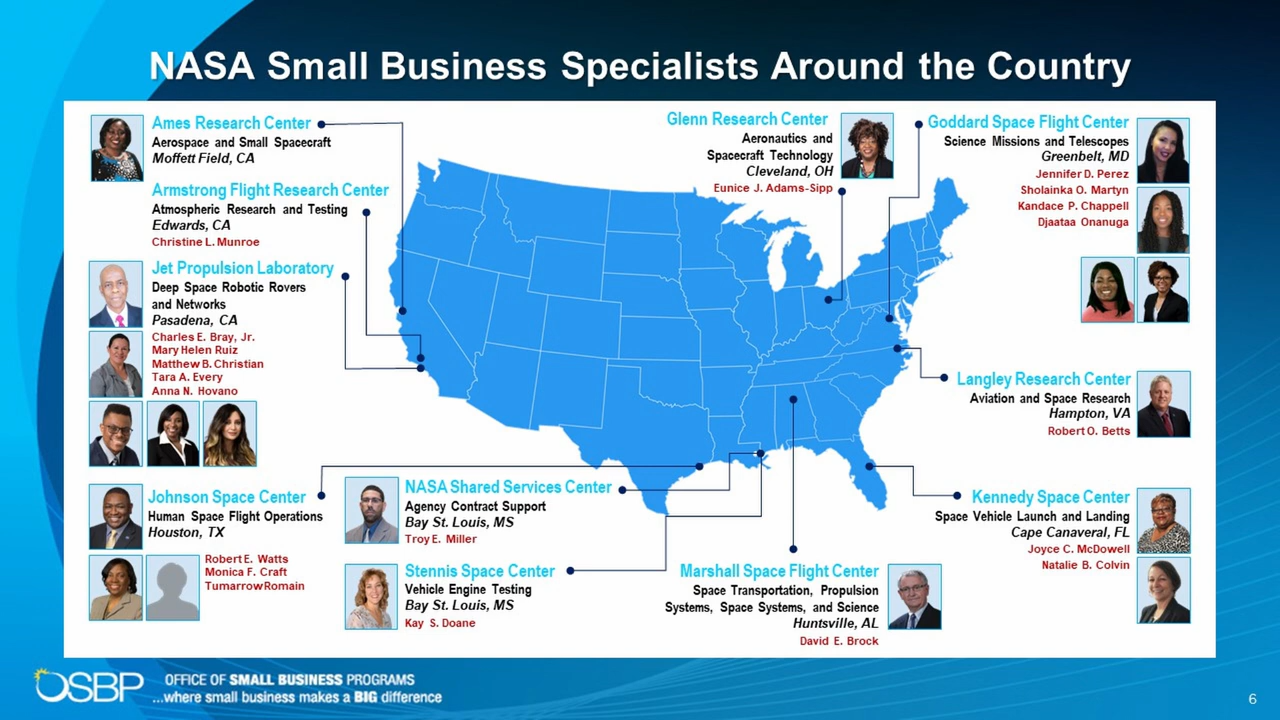 NASA Small Business Specialists Around the Country
Ames Research Center
Aerospace and Small Spacecraft
Moffett Field, CA
Armstrong Flight Research Center
Atmospheric Research and Testing
Edwards, CA
Christine L. Munroe
Jet Propulsion Laboratory
Deep Space Robotic Rovers
and Networks
Pasadena, CA
Charles E. Bray, Jr.
Mary Helen Ruiz
Matthew B. Christian
Tara A. Every
Anna N. Hovano
Johnson Space Center
Human Space Flight Operations
Houston, TX
Robert E. Watts
Monica F. Craft
Tumarrow Romain
NASA Shared Services Center
Agency Contract Support
Bay St. Louis, MS
Troy E. Miller
Stennis Space Center
Vehicle Engine Testing
Bay St. Louis, MS
Kay S. Doane
Glenn Research Center
Aeronautics and
Spacecraft Technology
Cleveland, OH
Eunice J. Adams-Sipp
Goddard Space Flight Center
Science Missions and Telescopes
Greenbelt, MD
Jennifer D. Perez
Sholainka O. Martyn
Kandace P. Chappell
Djaataa Onanuga
Langley Research Center
Aviation and Space Research
Hampton, VA
Robert O. Betts
Kennedy Space Center
Space Vehicle Launch and Landing
Cape Canaveral, FL
Joyce C. McDowell
Natalie B. Colvin
Marshall Space Flight Center
Space Transportation, Propulsion
Systems, Space Systems, and Science
Huntsville, AL
David E. Brock
OSBP
OFFICE OF SMALL BUSINESS PROGRAMS
...where small business makes a BIG difference
6